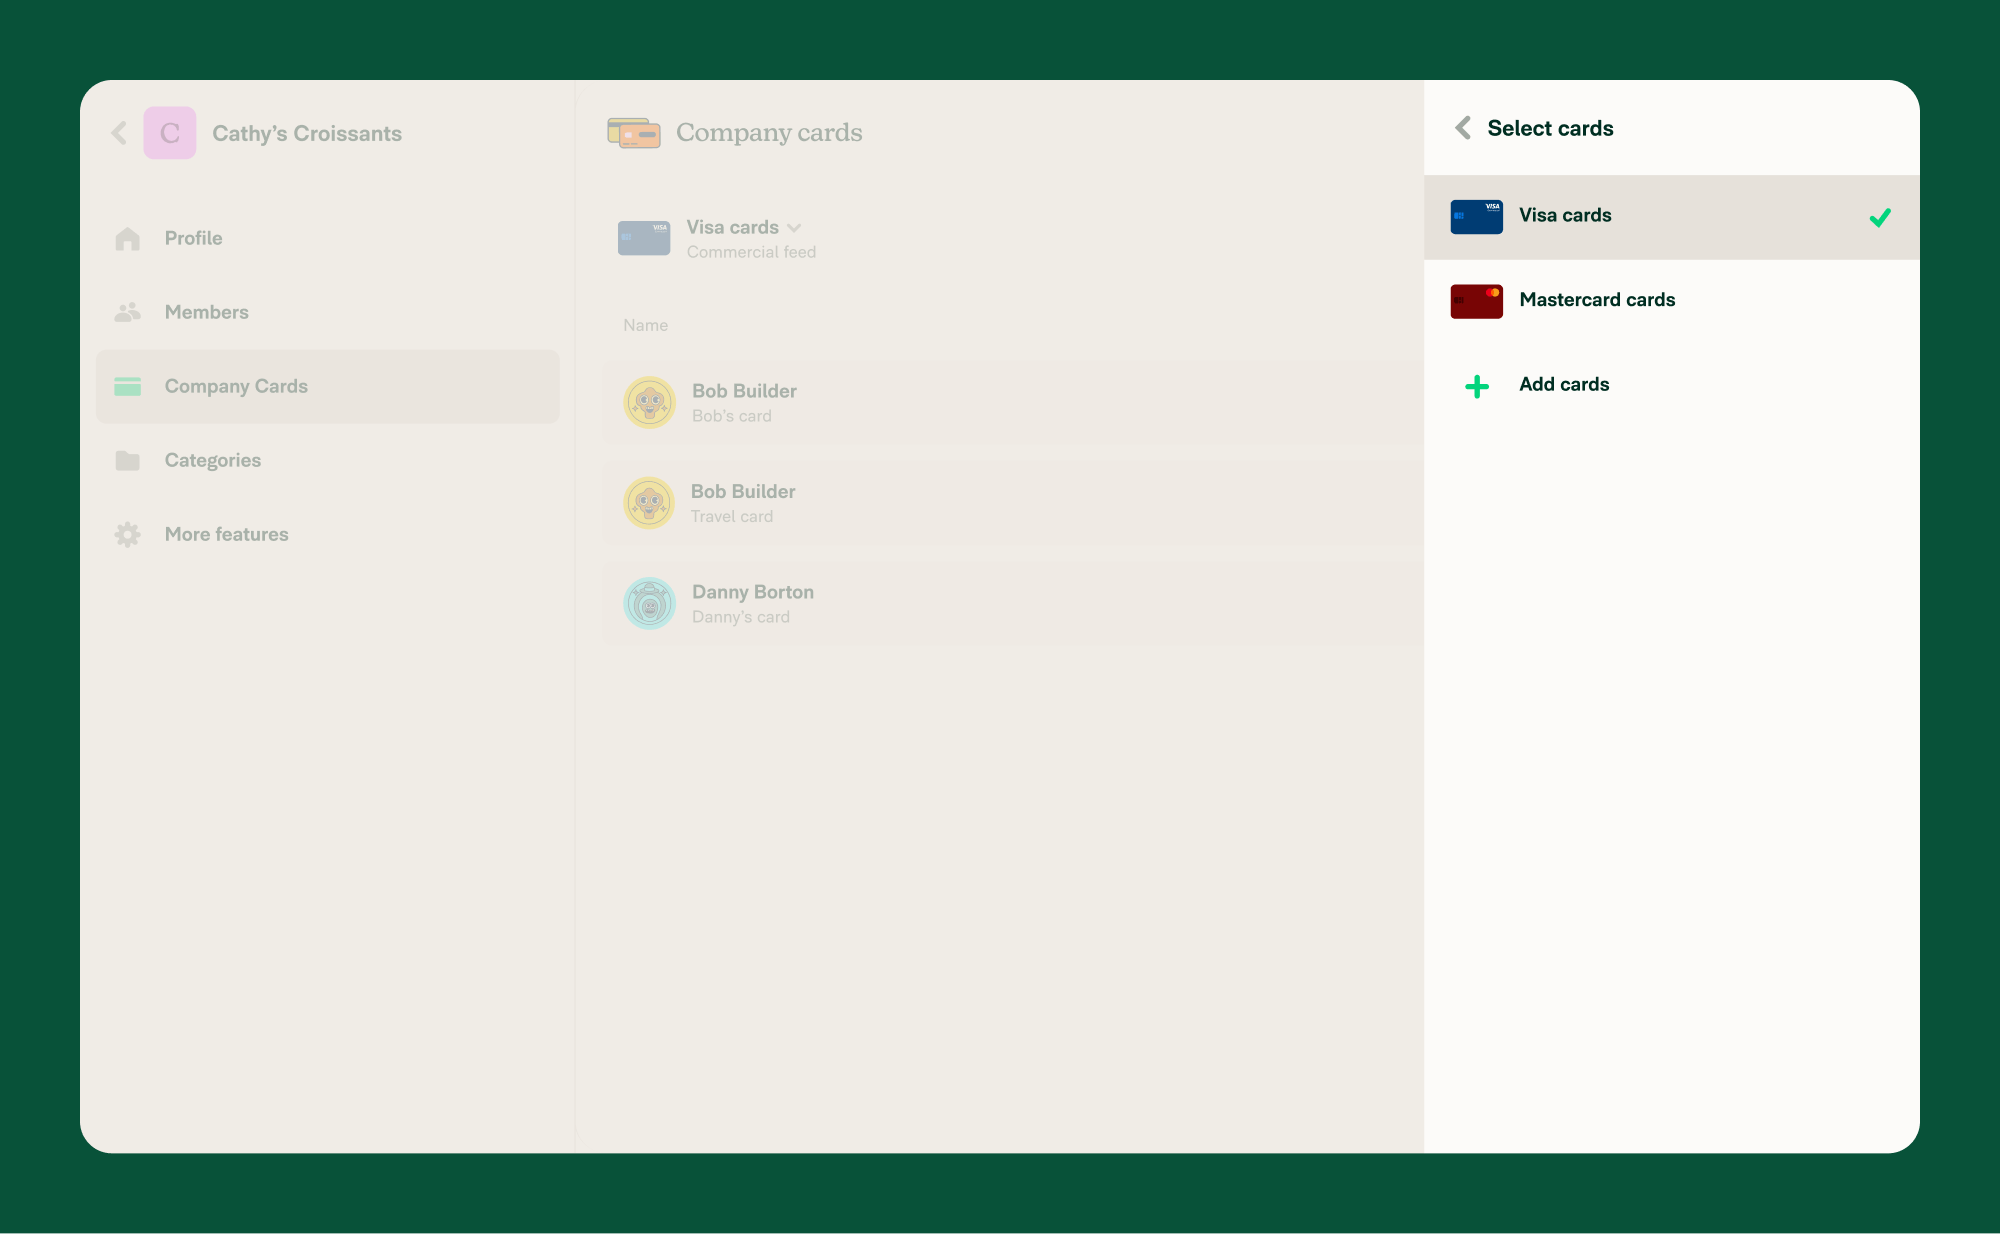 C
Cathy’s Croissants
Profile
Members
Company Cards
Categories
More features
Company cards
VISA
Visa cards
Commercial feed
Name
Bob Builder
Bob’s card
Bob Builder
Travel card
Danny Borton
Danny’s card
Select cards
VISA
Visa cards
Mastercard cards
Add cards